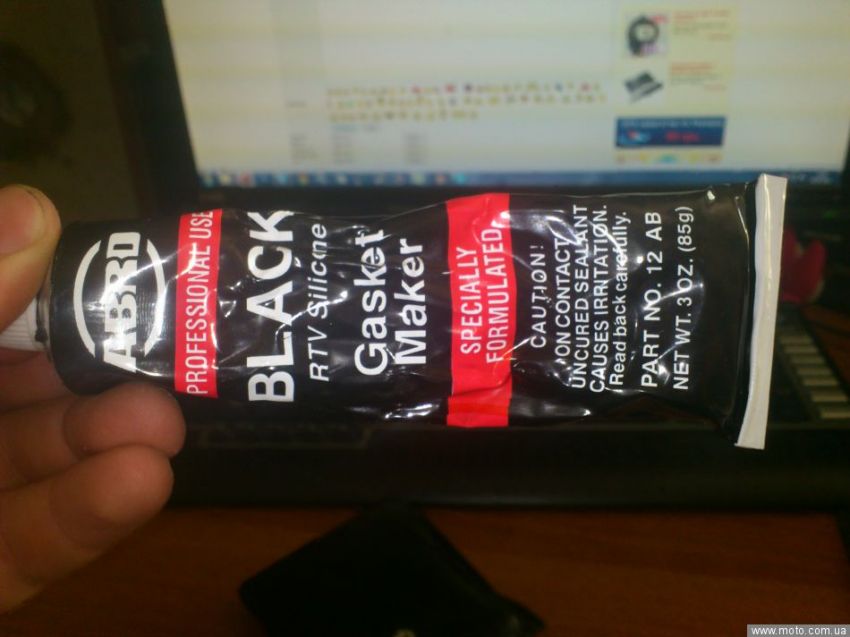 ABRO
PROFESSIONAL USE
BLACK
RTV Silicone
Gasket
Maker
SPECIALLY
FORMULATED
CAUTION!
ON CONTACT,
UNCURED SEALANT
CAUSES IRRITATION.
(Read back carefully.
PART NO. 12 AB
NET WT. 3 OZ. (85g)
www.moto.com.ua